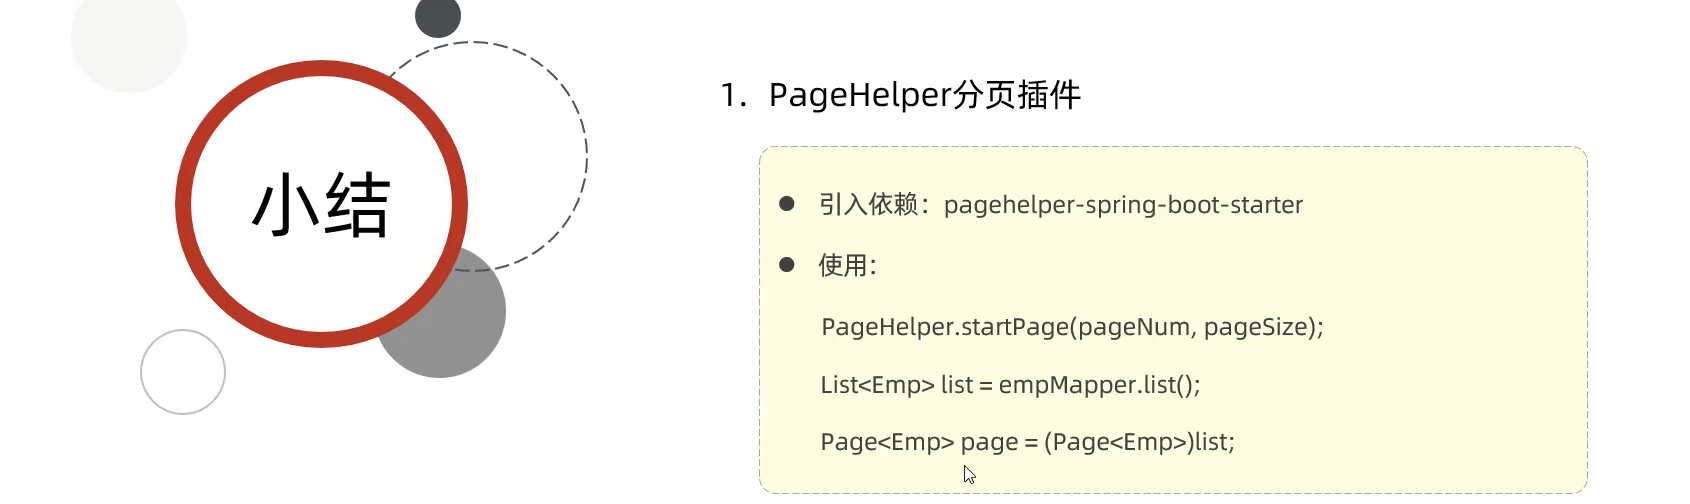 小结
1. PageHelper分页插件
● 引入依赖：pagehelper-spring-boot-starter
● 使用：
PageHelper.startPage(pageNum, pageSize);
List<Emp> list = empMapper.list();
Page<Emp> page = (Page<Emp>)list;